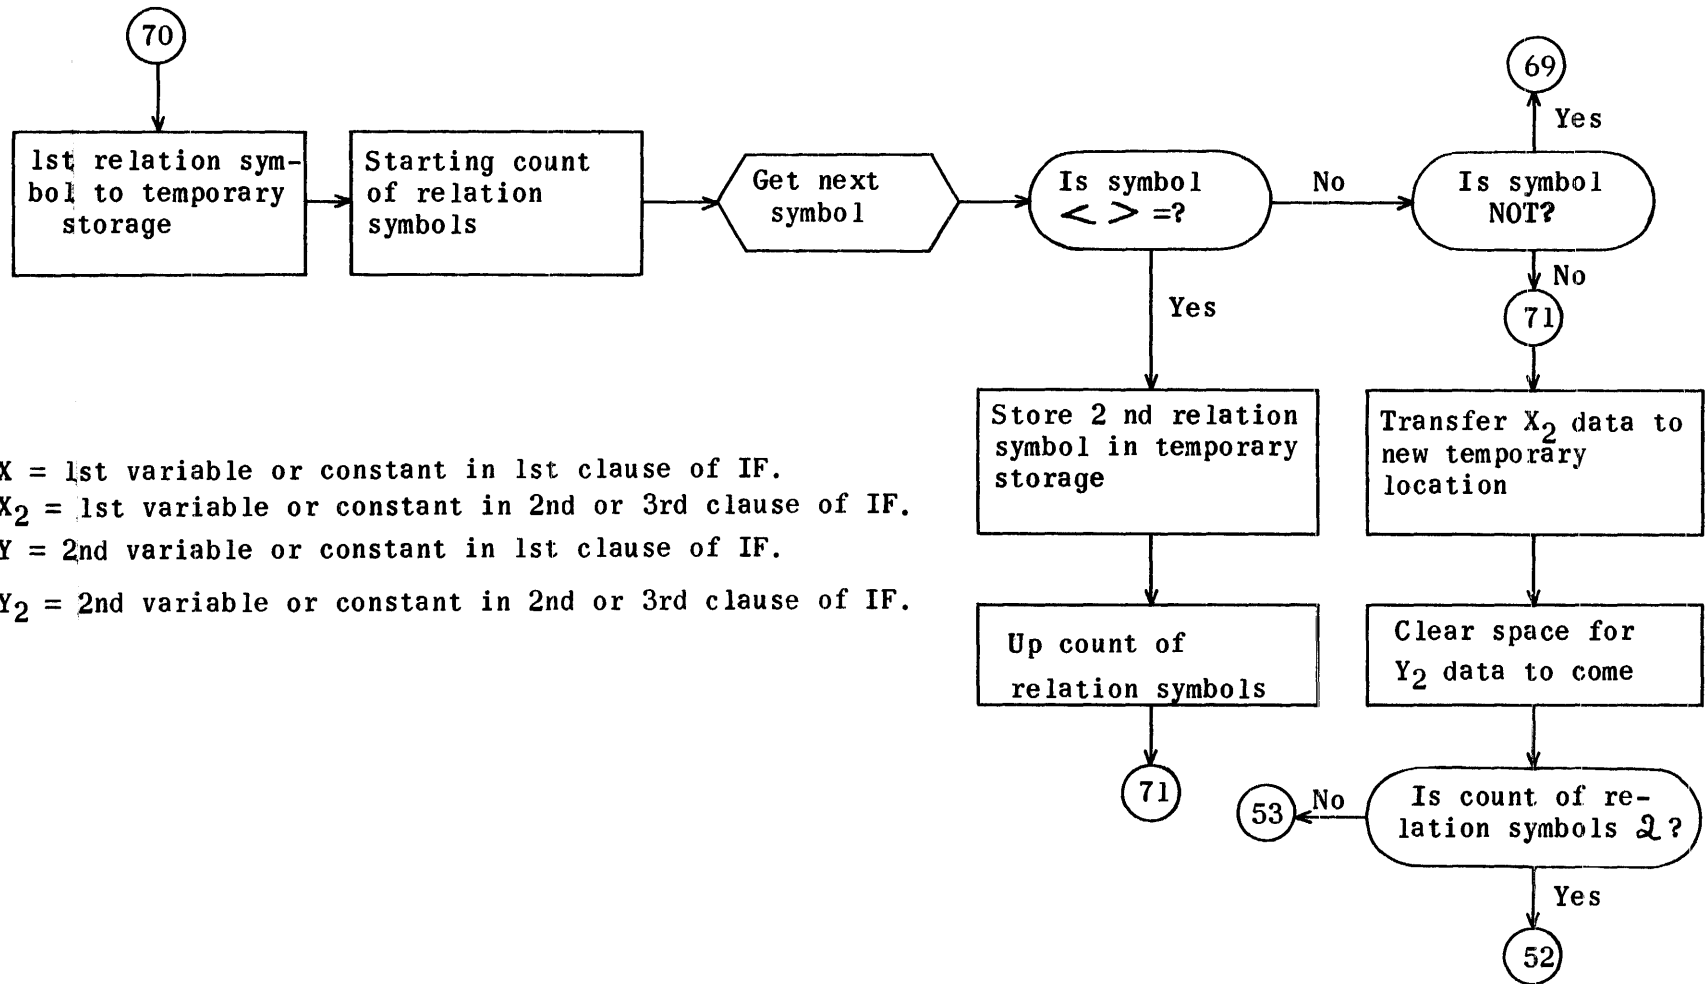 70
1st relation sym-
bol to temporary
storage
Starting count
of relation
symbols
Get next
symbol
Is symbol
< > =?
No
Is symbol
NOT?
Yes
69
No
71
Yes
Store 2 nd relation
symbol in temporary
storage
Up count of
relation symbols
71
Transfer X₂ data to
new temporary
location
Clear space for
Y₂ data to come
Is count of re-
lation symbols 2?
No
53
Yes
52
X = 1st variable or constant in 1st clause of IF.
X₂ = 1st variable or constant in 2nd or 3rd clause of IF.
Y = 2nd variable or constant in 1st clause of IF.
Y₂ = 2nd variable or constant in 2nd or 3rd clause of IF.